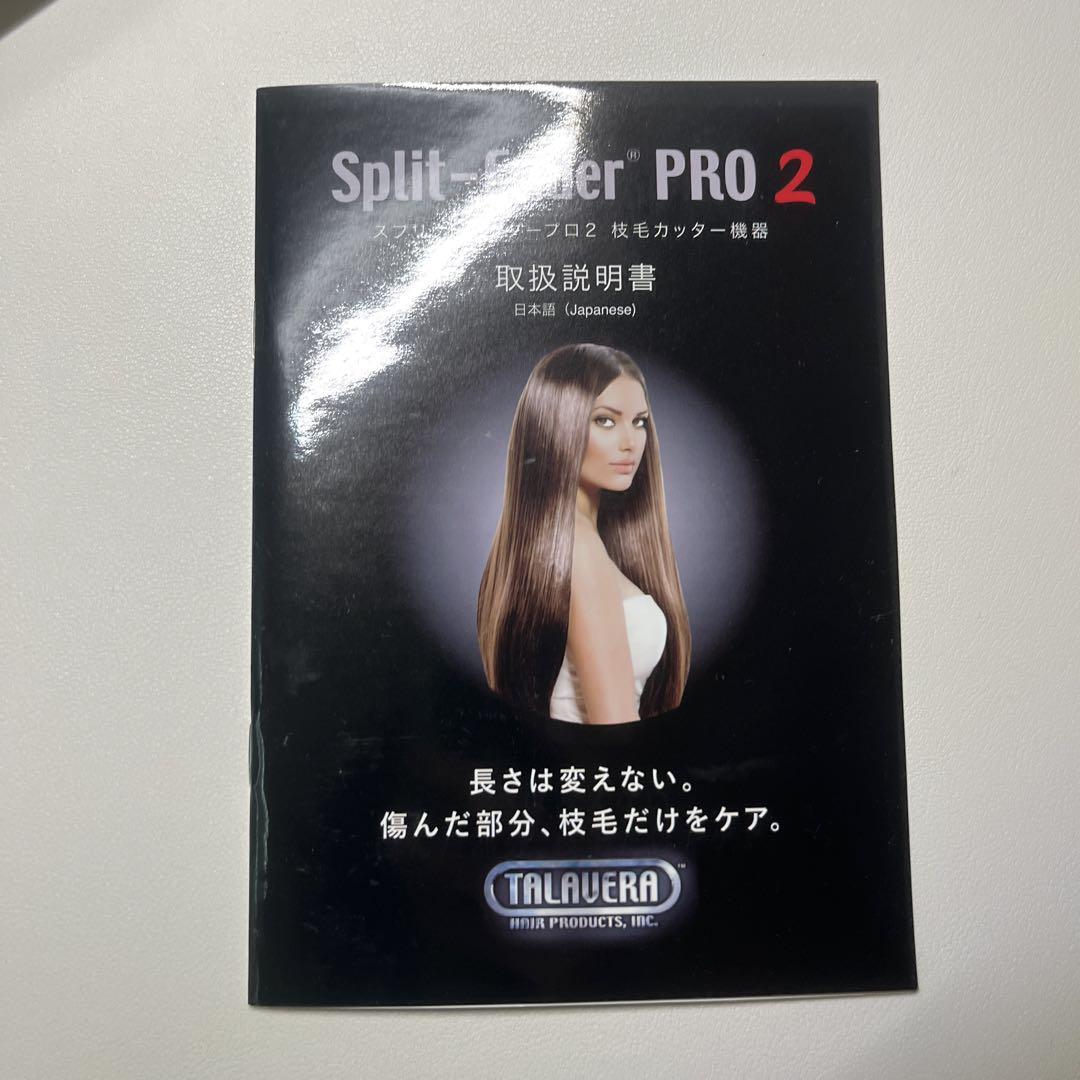 Split-Ender® PRO 2
スプリ ープロ2 枝毛カッター機器
取扱説明書
日本語（Japanese)
長さは変えない。
傷んだ部分、枝毛だけをケア。
TALAVERA™
HAIR PRODUCTS, INC.